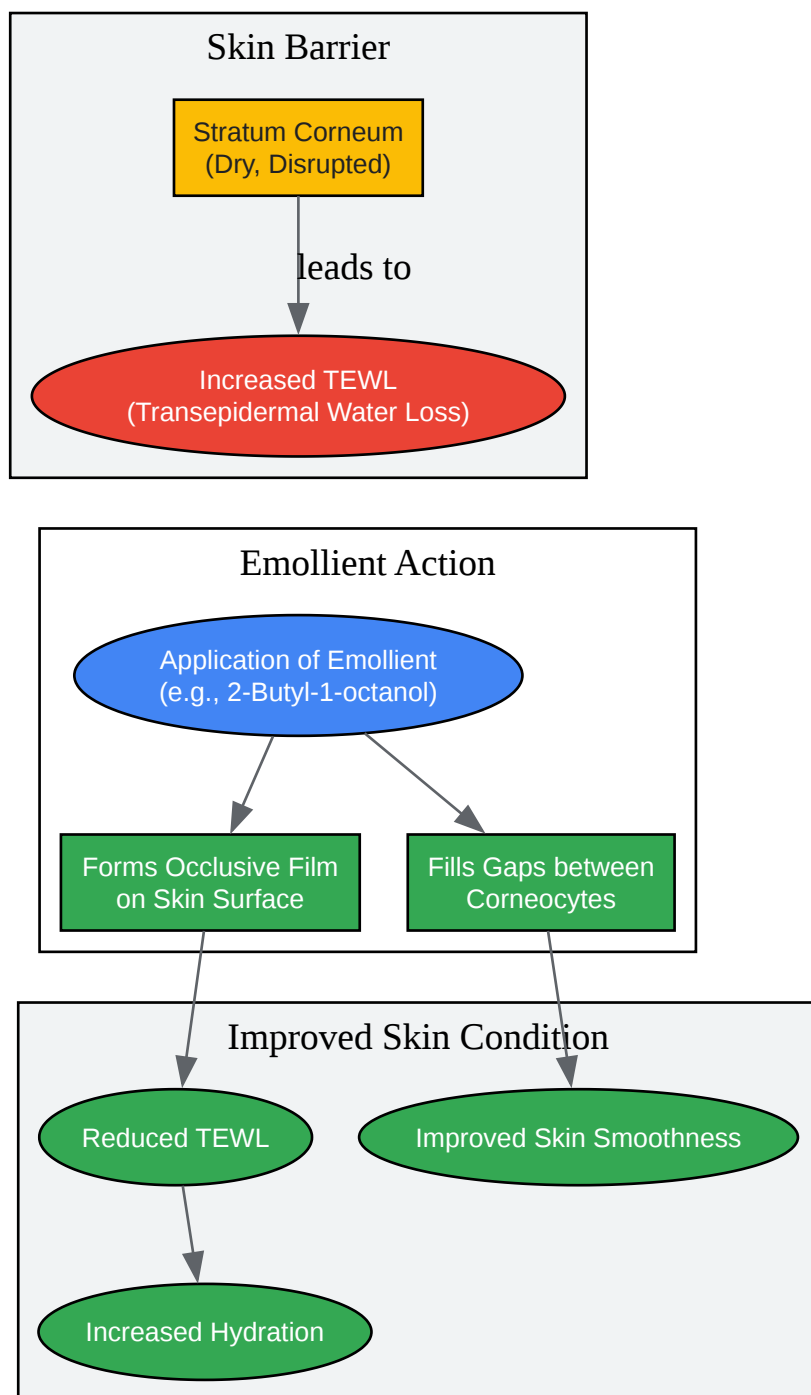 Skin Barrier
Stratum Corneum
(Dry, Disrupted)
leads to
Increased TEWL
(Transepidermal Water Loss)
Emollient Action
Application of Emollient
(e.g., 2-Butyl-1-octanol)
Forms Occlusive Film
on Skin Surface
Fills Gaps between
Corneocytes
Improved Skin Condition
Reduced TEWL
Improved Skin Smoothness
Increased Hydration